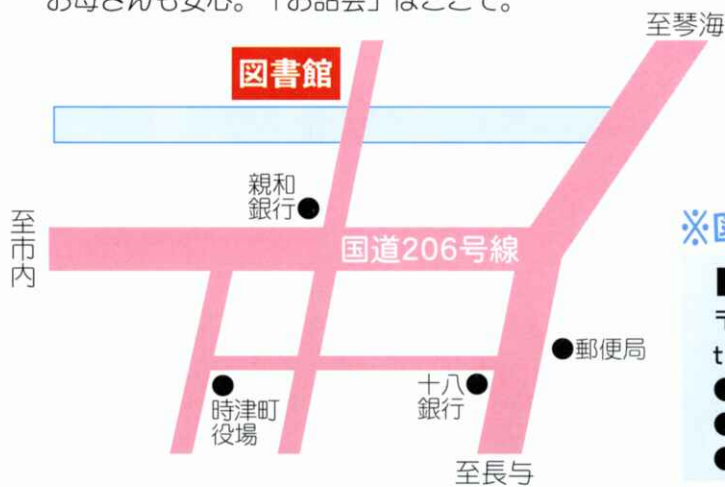 お母さんも安心。「お話会」はここで。
至琴海
図書館
親和
銀行●
至市内
国道206号線
※
〒
t
●
●
●
●郵便局
十八●
銀行
●
時津町
役場
至長与